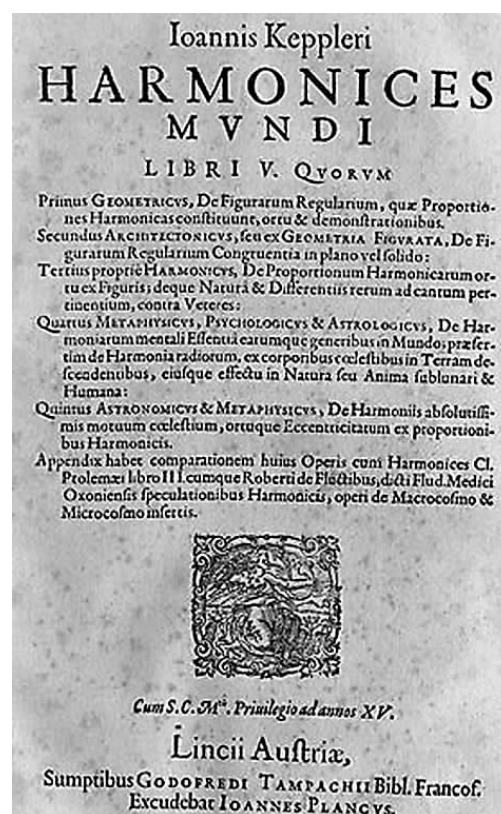 Ioannis Keppleri
HARMONICES
MVNDI
LIBRI V. QVORVM
Primus GEOMETRICVS, De Figurarum Regularium, quæ Proportio-
nes Harmonicas constituunt, ortu & demonstrationibus.
Secundus ARCHITECTONICVS, seu ex GEOMETRIA FIGVRATA, De Fi-
gurarum Regularium Congruentia in plano vel solido:
Tertius proprie HARMONICVS, De Proportionum Harmonicarum or-
tu ex Figuris; deque Naturâ & Differentiis rerum ad cantum per-
tinentium, contra Veteres:
Quartus METAPHYSICVS, PSYCHOLOGICVS & ASTROLOGICVS, De Har-
moniarum mentali Essentiâ earumque generibus in Mundo; præser-
tim de Harmonia radiorum, ex corporibus cœlestibus in Terram de-
scendentibus, eiusque effectu in Natura seu Anima sublunari &
Humana:
Quintus ASTRONOMICVS & METAPHYSICVS, De Harmoniis absolutissi-
mis motuum cœlestium, ortuque Eccentricitatum ex proportioni-
bus Harmonicis.
Appendix habet comparationem huius Operis cum Harmonices Cl.
Ptolemæi libro III. cumque Roberti de Fluctibus, dicti Flud. Medici
Oxoniensis speculationibus Harmonicis, operi de Macrocosmo &
Microcosmo insertis.
Cum S. C. Mtis. Priuilegio ad annos XV.
Lincii Austriæ,
Sumptibus GODOFREDI TAMPACHII Bibl. Francof.
Excudebat IOANNES PLANCVS.